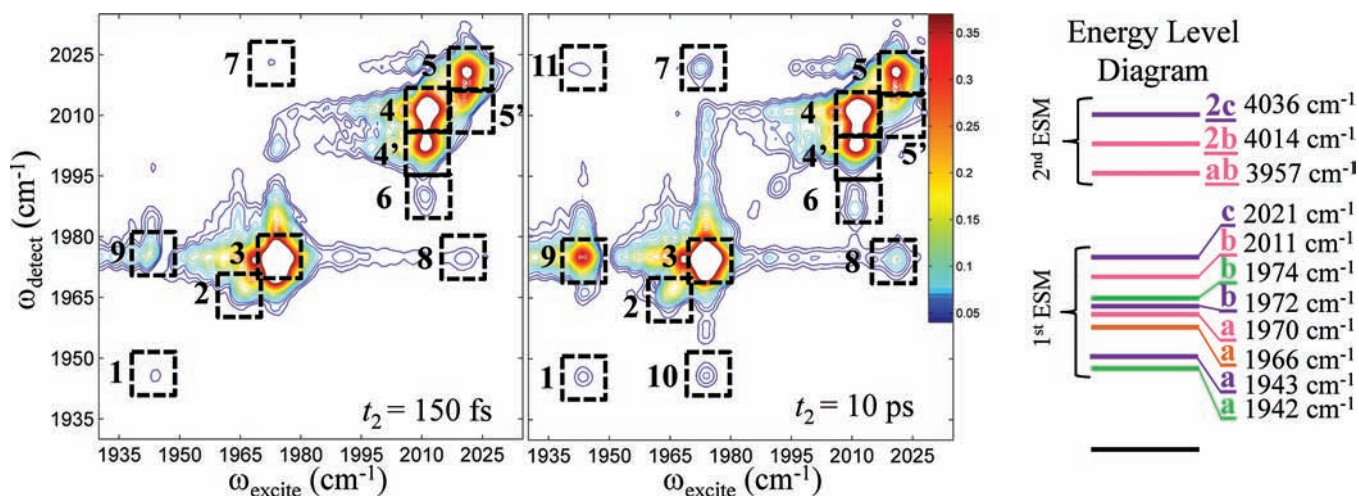 2025
2010
1995
1980
1965
1950
1935
ω_detect (cm⁻¹)
7
5
4
5'
4'
6
9
3
8
2
1
t₂ = 150 fs
1935 1950 1965 1980 1995 2010 2025
ω_excite (cm⁻¹)
11
7
5
4
5'
4'
6
9
3
8
2
1
10
t₂ = 10 ps
1935 1950 1965 1980 1995 2010 2025
ω_excite (cm⁻¹)
0.35
0.3
0.25
0.2
0.15
0.1
0.05
Energy Level
Diagram
2nd ESM
2c 4036 cm⁻¹
2b 4014 cm⁻¹
ab 3957 cm⁻¹
1st ESM
c 2021 cm⁻¹
b 2011 cm⁻¹
b 1974 cm⁻¹
b 1972 cm⁻¹
a 1970 cm⁻¹
a 1966 cm⁻¹
a 1943 cm⁻¹
a 1942 cm⁻¹